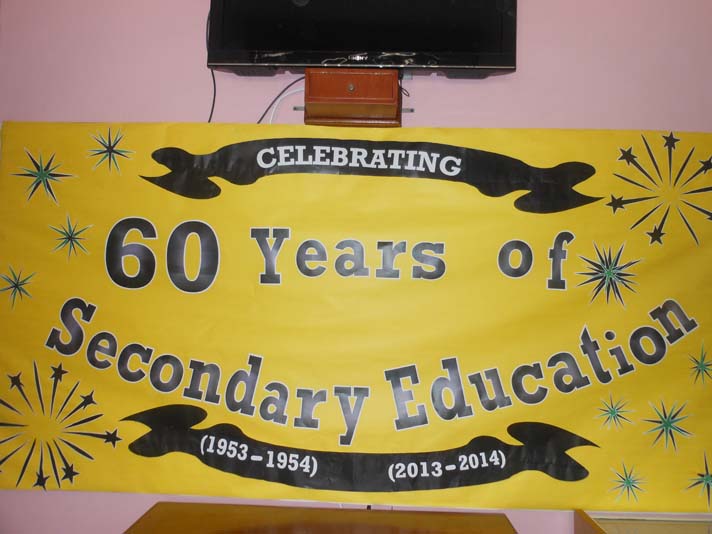 CELEBRATING
60 Years of
Secondary Education
(1953-1954) (2013-2014)